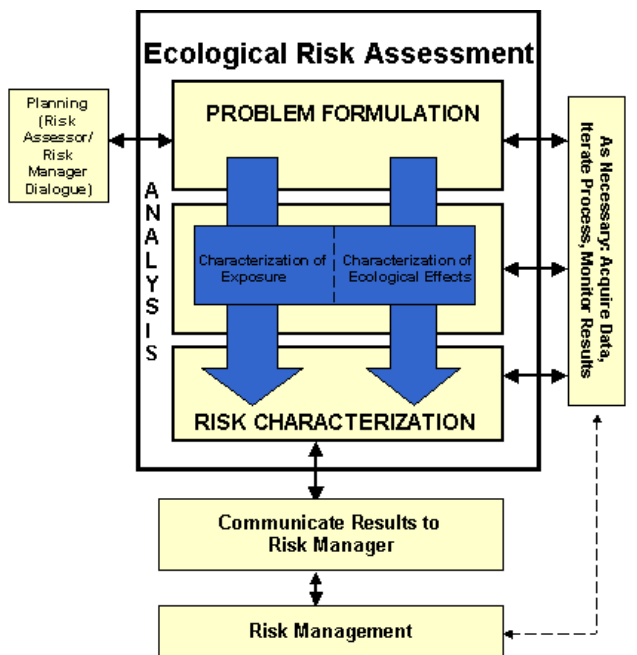 Ecological Risk Assessment
Planning
(Risk
Assessor/
Risk
Manager
Dialogue)
PROBLEM FORMULATION
ANALYSIS
Characterization of
Exposure
Characterization of
Ecological Effects
RISK CHARACTERIZATION
As Necessary: Acquire Data,
Iterate Process, Monitor Results
Communicate Results to
Risk Manager
Risk Management